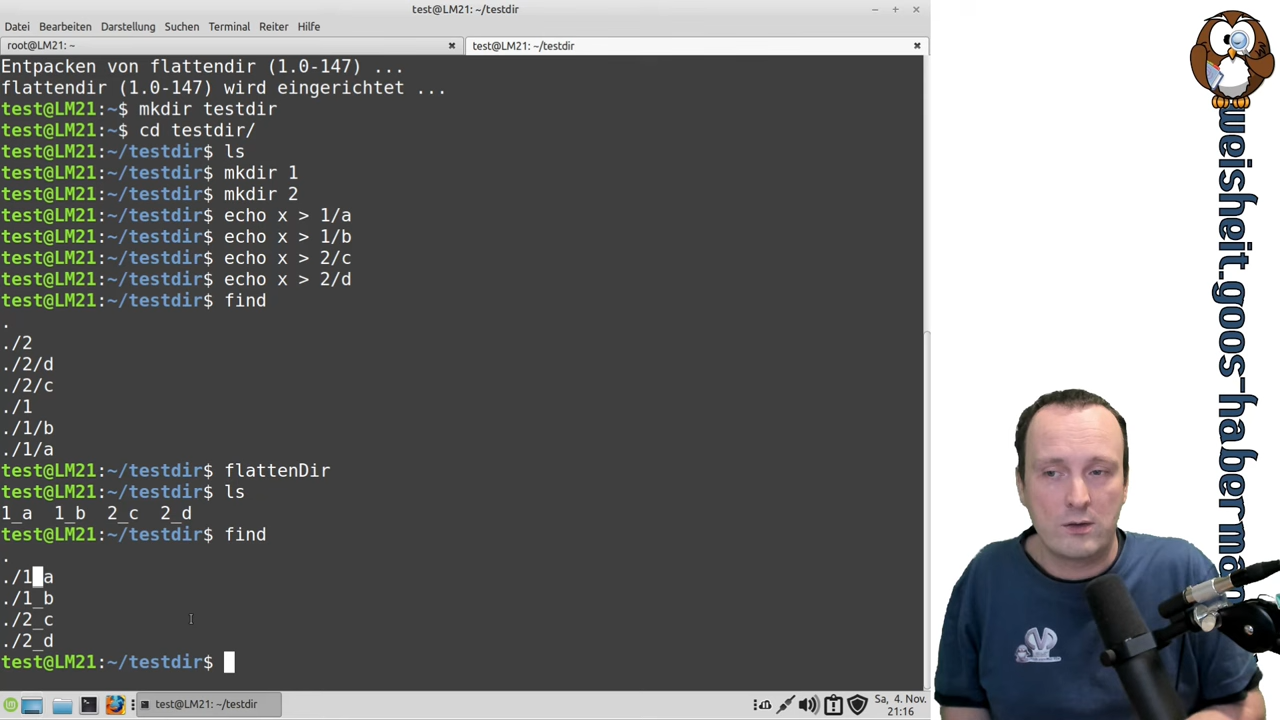 test@LM21: ~/testdir
Datei Bearbeiten Darstellung Suchen Terminal Reiter Hilfe
root@LM21: ~
test@LM21: ~/testdir
Entpacken von flattendir (1.0-147) ...
flattendir (1.0-147) wird eingerichtet ...
test@LM21:~$ mkdir testdir
test@LM21:~$ cd testdir/
test@LM21:~/testdir$ ls
test@LM21:~/testdir$ mkdir 1
test@LM21:~/testdir$ mkdir 2
test@LM21:~/testdir$ echo x > 1/a
test@LM21:~/testdir$ echo x > 1/b
test@LM21:~/testdir$ echo x > 2/c
test@LM21:~/testdir$ echo x > 2/d
test@LM21:~/testdir$ find
.
./2
./2/d
./2/c
./1
./1/b
./1/a
test@LM21:~/testdir$ flattenDir
test@LM21:~/testdir$ ls
1_a 1_b 2_c 2_d
test@LM21:~/testdir$ find
.
./1_a
./1_b
./2_c
./2_d
test@LM21:~/testdir$
test@LM21: ~/testdir
Sa, 4. Nov.
21:16
weisheit.goos-haberman